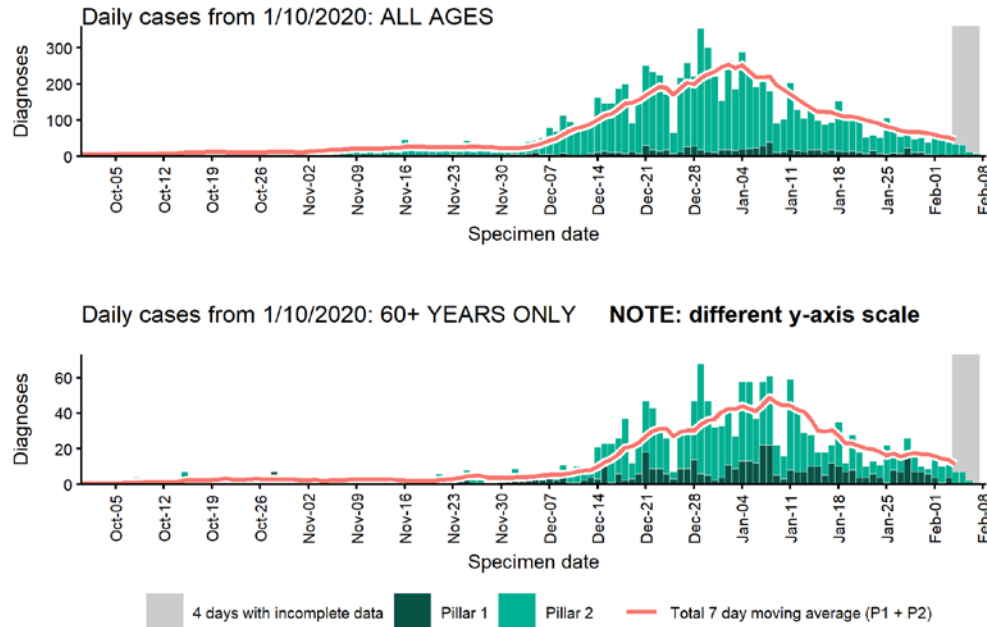 Daily cases from 1/10/2020: ALL AGES
300
200
100
0
Diagnoses
Oct-05 Oct-12 Oct-19 Oct-26 Nov-02 Nov-09 Nov-16 Nov-23 Nov-30 Dec-07 Dec-14 Dec-21 Dec-28 Jan-04 Jan-11 Jan-18 Jan-25 Feb-01 Feb-08
Specimen date
Daily cases from 1/10/2020: 60+ YEARS ONLY NOTE: different y-axis scale
60
40
20
0
Diagnoses
Oct-05 Oct-12 Oct-19 Oct-26 Nov-02 Nov-09 Nov-16 Nov-23 Nov-30 Dec-07 Dec-14 Dec-21 Dec-28 Jan-04 Jan-11 Jan-18 Jan-25 Feb-01 Feb-08
Specimen date
4 days with incomplete data Pillar 1 Pillar 2 Total 7 day moving average (P1 + P2)